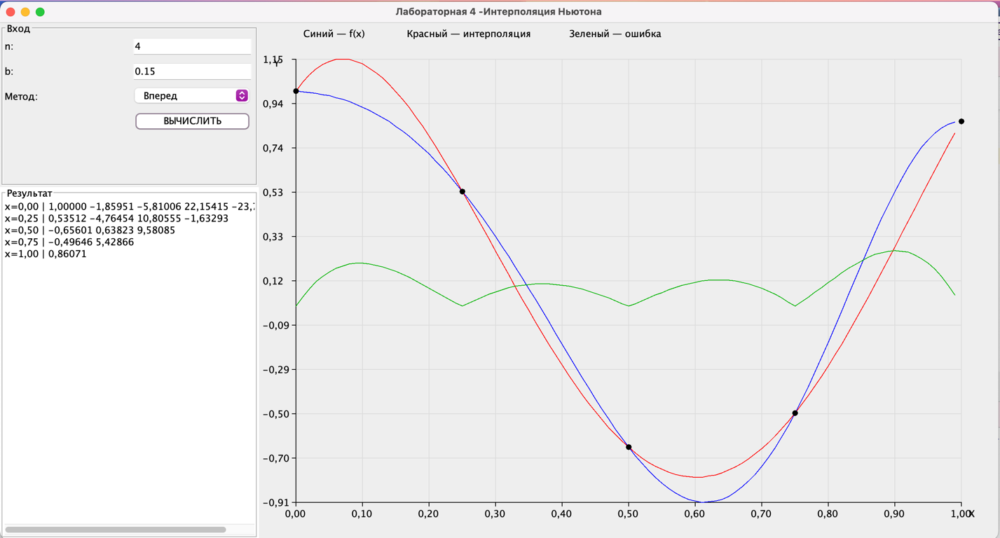 Лабораторная 4 -Интерполяция Ньютона
Вход
n:
4
b:
0.15
Метод:
Вперед
ВЫЧИСЛИТЬ
Результат
x=0,00 | 1,00000 −1,85951 −5,81006 22,15415
x=0,25 | 0,53512 −4,76454 10,80555 −1,63293
x=0,50 | −0,65601 0,63823 9,58085
x=0,75 | −0,49646 5,42866
x=1,00 | 0,86071
Синий — f(x) Красный — интерполяция Зеленый — ошибка
1,15
0,94
0,74
0,53
0,33
0,12
−0,09
−0,29
−0,50
−0,70
−0,91
0,00 0,10 0,20 0,30 0,40 0,50 0,60 0,70 0,80 0,90 1,00 x